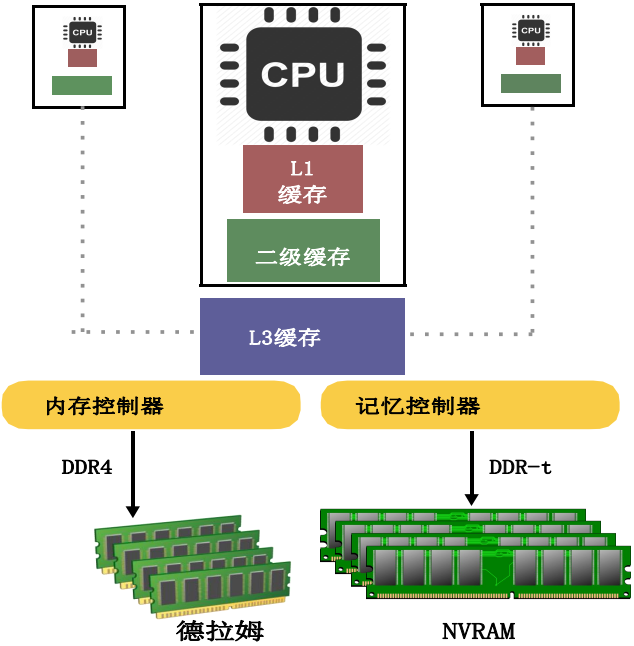 CPU
CPU
CPU
L1
缓存
二级缓存
L3缓存
内存控制器
记忆控制器
DDR4
DDR-t
德拉姆
NVRAM